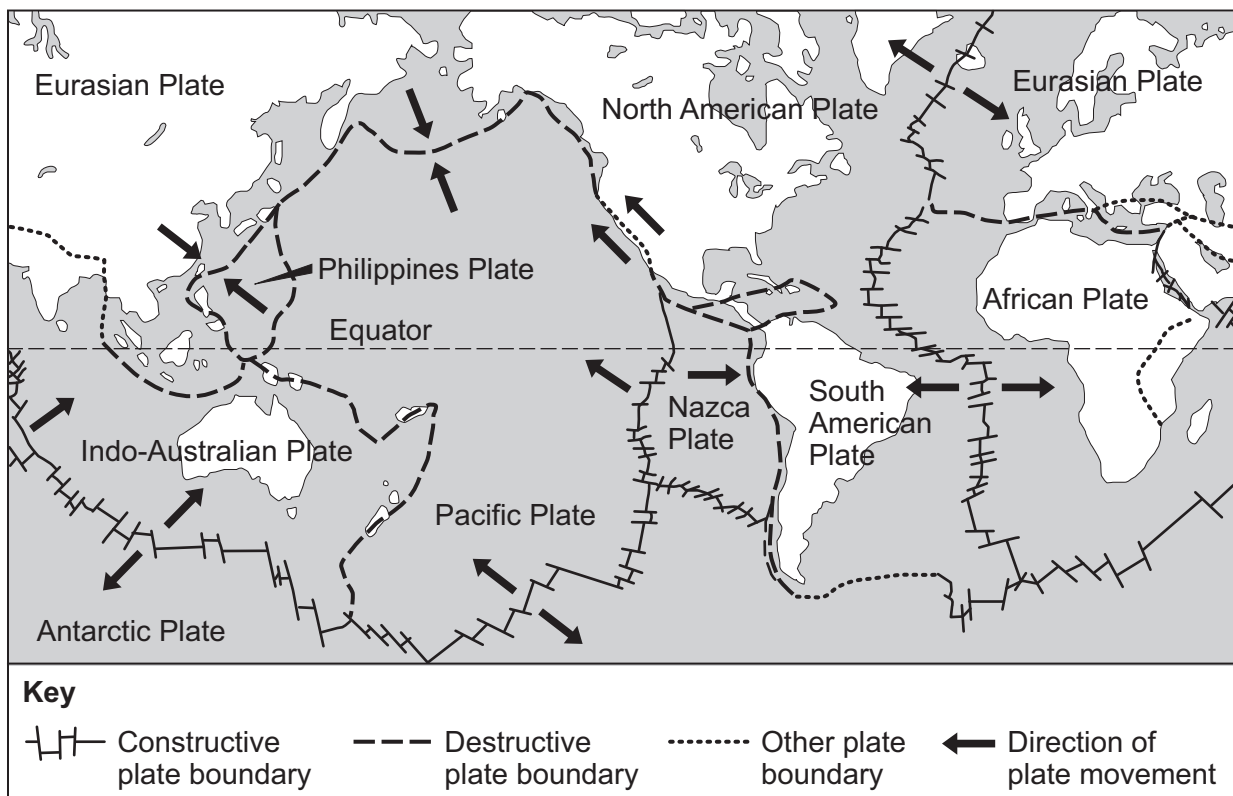 Eurasian Plate
North American Plate
Eurasian Plate
Philippines Plate
African Plate
Equator
Nazca
Plate
South
American
Plate
Indo-Australian Plate
Pacific Plate
Antarctic Plate
Key
Constructive
plate boundary
Destructive
plate boundary
Other plate
boundary
Direction of
plate movement